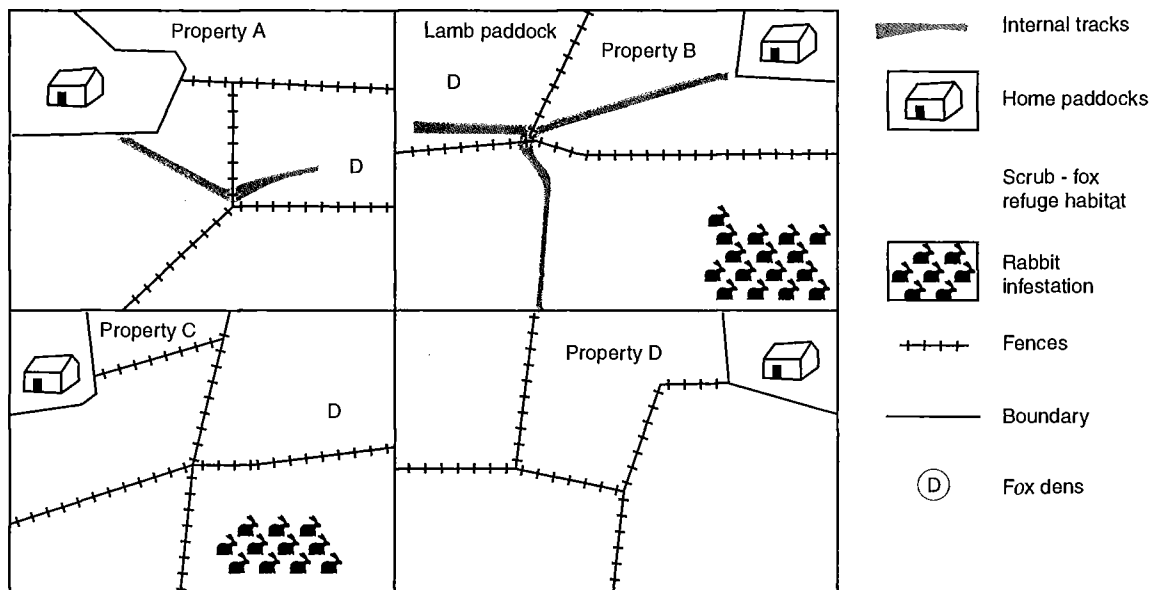 Property A
D
Lamb paddock
Property B
D
Property C
D
Property D
Internal tracks
Home paddocks
Scrub - fox
refuge habitat
Rabbit
infestation
Fences
Boundary
D
Fox dens